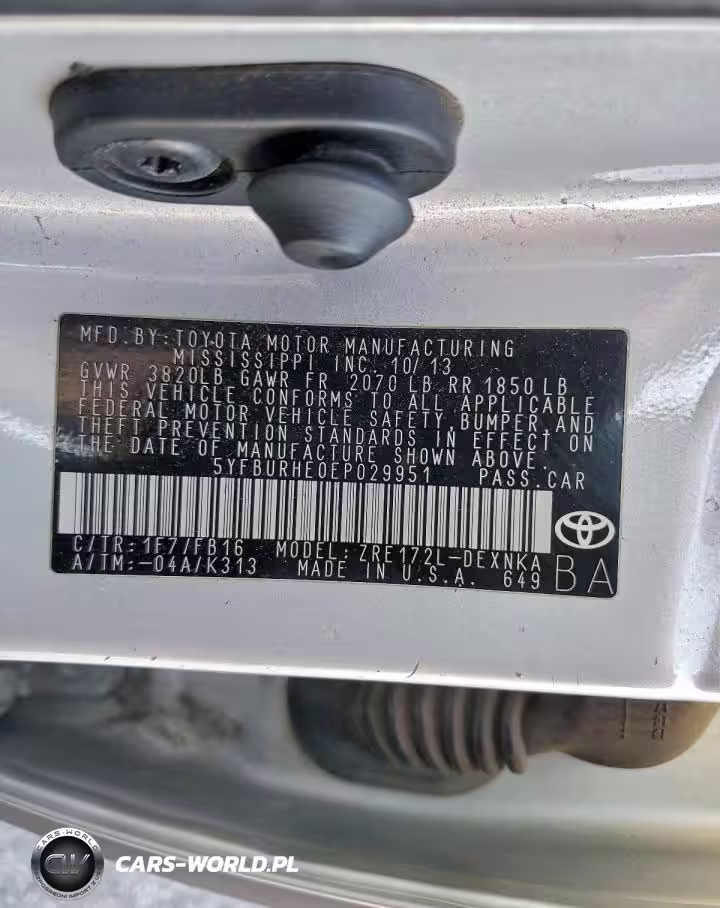 MFD. BY: TOYOTA MOTOR MANUFACTURING
MISSISSIPPI INC. 10/13
GVWR 3820LB GAWR FR 2070 LB RR 1850 LB
THIS VEHICLE CONFORMS TO ALL APPLICABLE
FEDERAL MOTOR VEHICLE SAFETY, BUMPER, AND
THEFT PREVENTION STANDARDS IN EFFECT ON
THE DATE OF MANUFACTURE SHOWN ABOVE.
5YFBURHE0EP029951 PASS. CAR
C/TR: 1F7/FB16 MODEL: ZRE172L-DEXNKA
A/TM: -04A/K313 MADE IN U.S.A. 649
BA
CARS-WORLD
CW
CARS-WORLD.PL